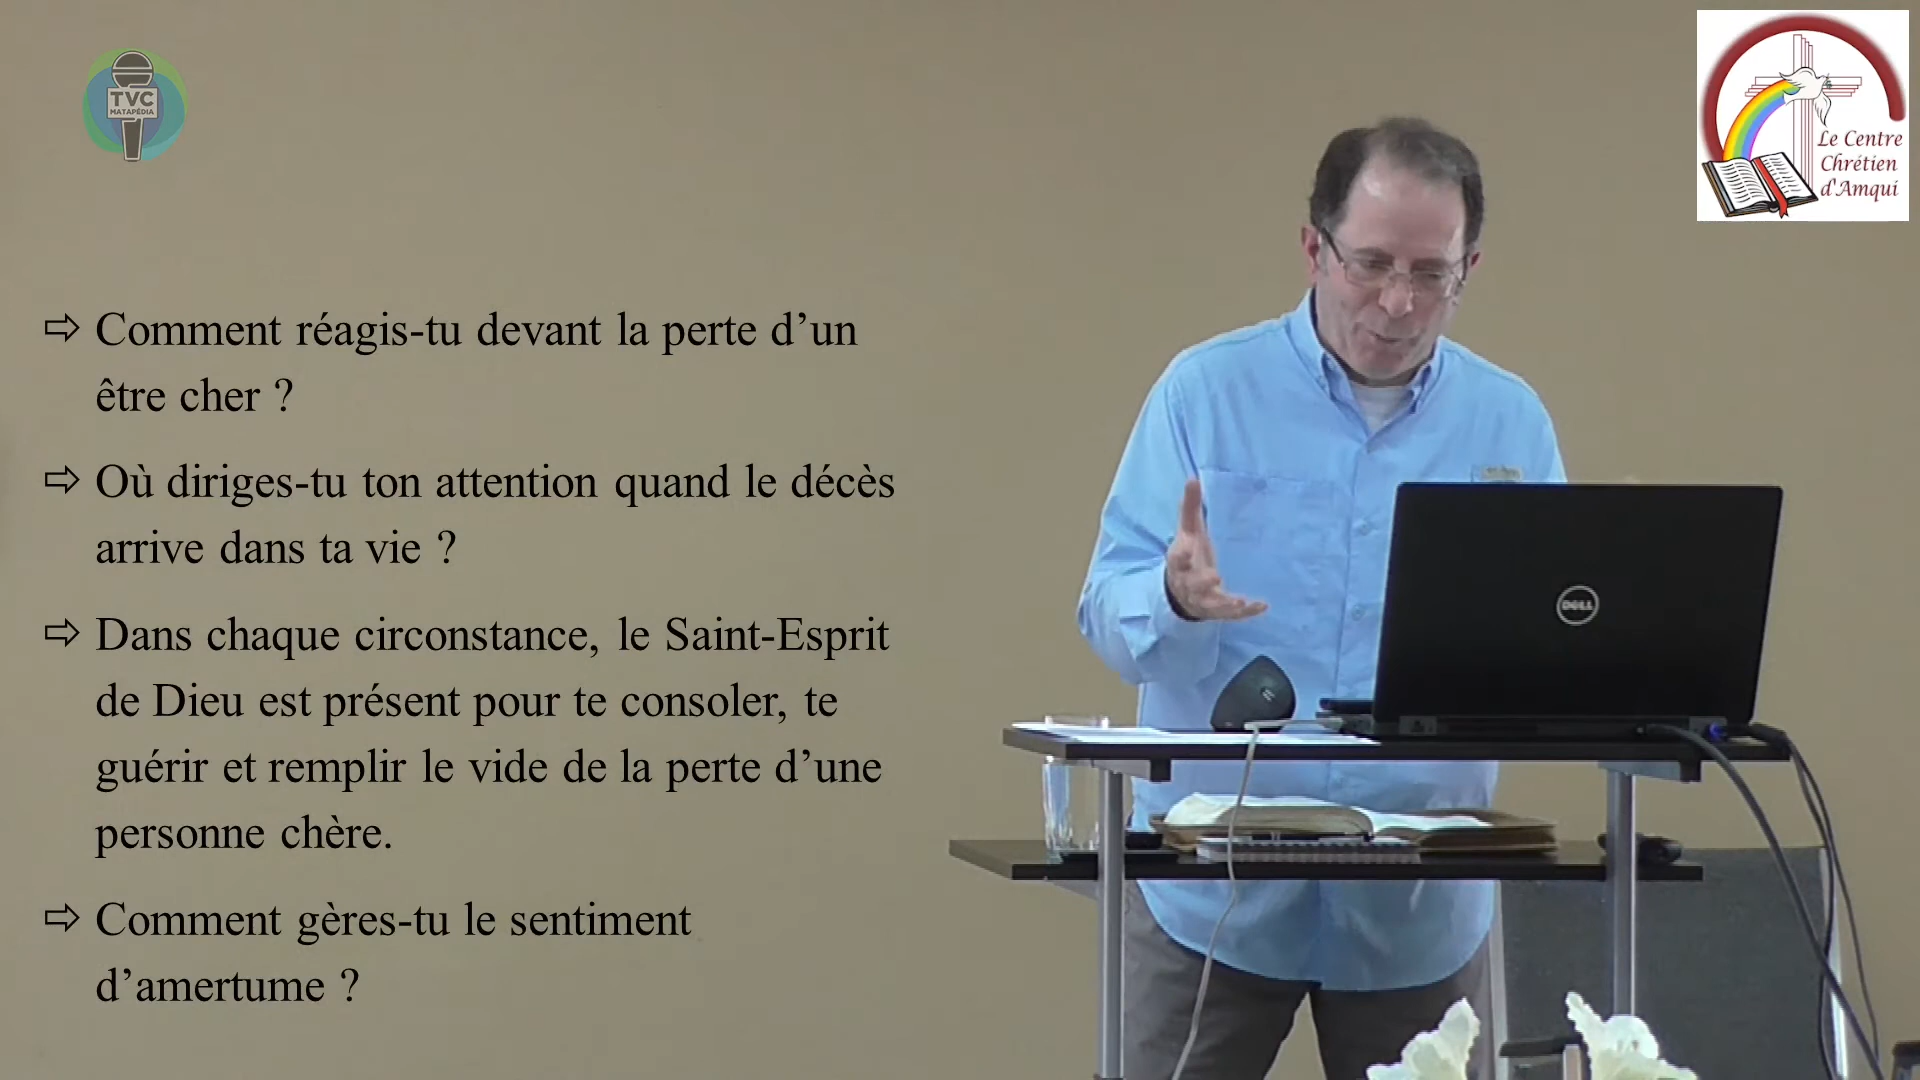 TVC
MATAPÉDIA
Le Centre
Chrétien
d'Amqui
⇨ Comment réagis-tu devant la perte d’un
être cher ?
⇨ Où diriges-tu ton attention quand le décès
arrive dans ta vie ?
⇨ Dans chaque circonstance, le Saint-Esprit
de Dieu est présent pour te consoler, te
guérir et remplir le vide de la perte d’une
personne chère.
⇨ Comment gères-tu le sentiment
d’amertume ?
DELL